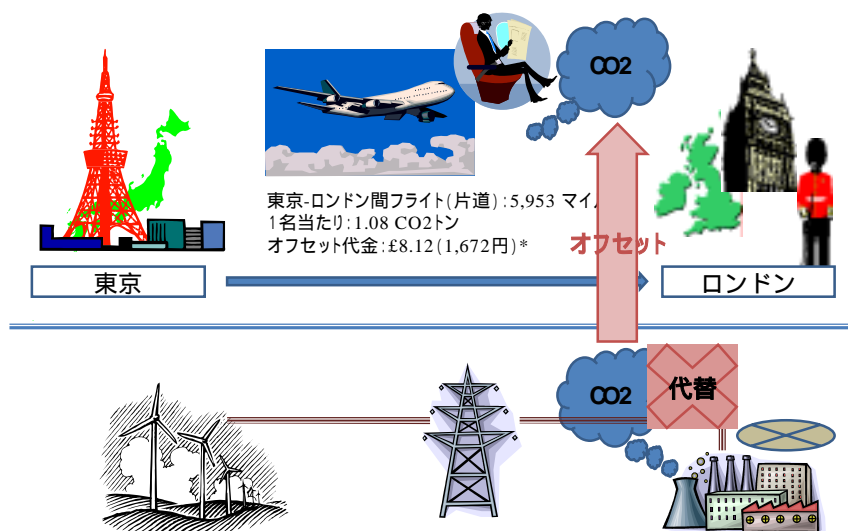 CO2
東京-ロンドン間フライト(片道):5,953 マイ
1名当たり:1.08 CO2トン
オフセット代金:£8.12(1,672円)*
オフセット
東京
ロンドン
CO2
代替